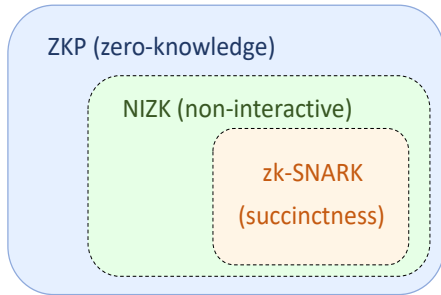 ZKP (zero-knowledge)
NIZK (non-interactive)
zk-SNARK
(succinctness)